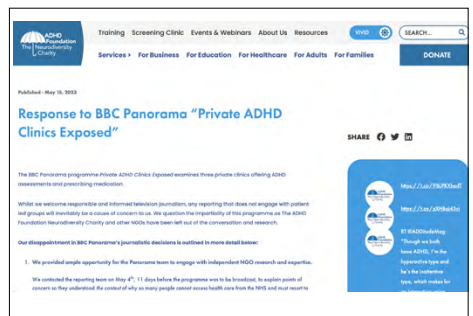 ADHD
Foundation
The Neurodiversity
Charity
Training Screening Clinic Events & Webinars About Us Resources
VIVID
SEARCH...
Services > For Business For Education For Healthcare For Adults For Families
DONATE
Published - May 15, 2023
Response to BBC Panorama “Private ADHD
Clinics Exposed”
SHARE
The BBC Panorama programme Private ADHD Clinics Exposed examines three private clinics offering ADHD
assessments and prescribing medication.
Whilst we welcome responsible and informed television journalism, any reporting that does not engage with patient
led groups will inevitably be a cause of concern to us. We question the impartiality of this programme as The ADHD
Foundation Neurodiversity Charity and other NGOs have been left out of the conversation and research.
Our disappointment in BBC Panorama's journalistic decisions is outlined in more detail below:
1. We provided ample opportunity for the Panorama team to engage with independent NGO research and expertise.
We contacted the reporting team on May 4th, 11 days before the programme was to be broadcast, to explain points of
concern so they understood the context of why so many people cannot access health care from the NHS and must resort to
"Though we both
have ADHD, I'm the
hyperactive type and
he's the inattentive
type, which makes for